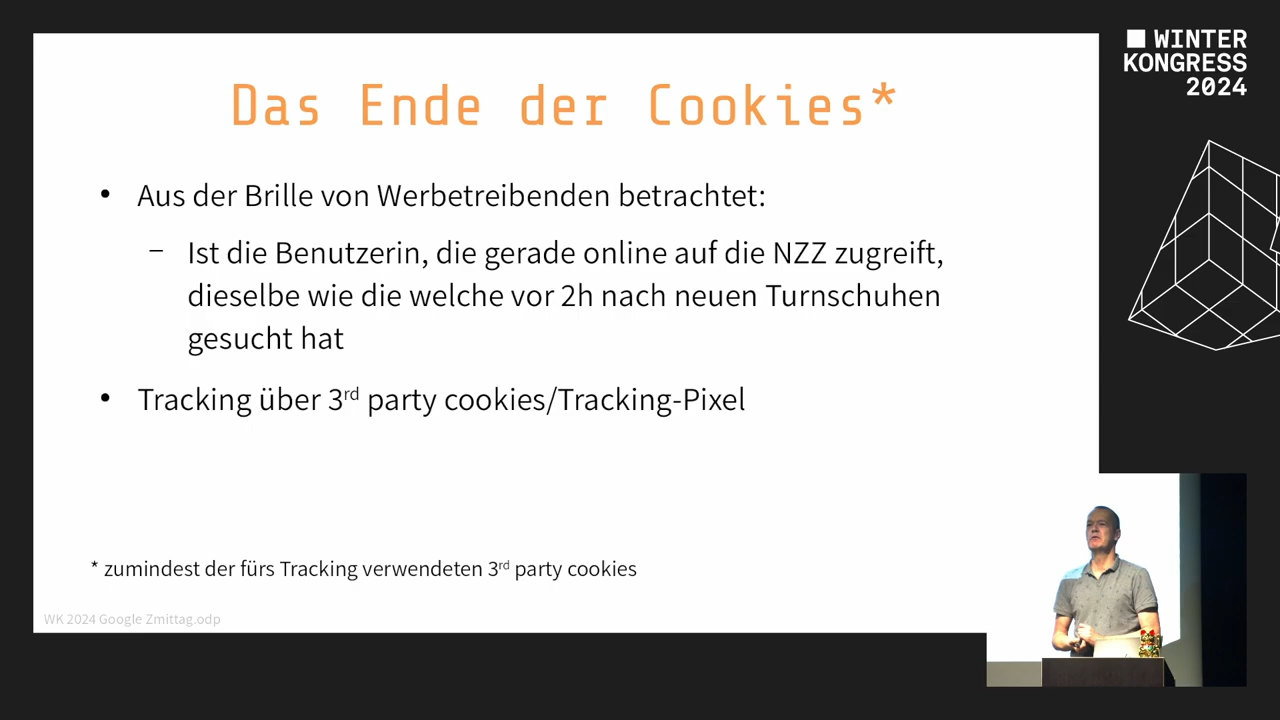 Das Ende der Cookies*
• Aus der Brille von Werbetreibenden betrachtet:
– Ist die Benutzerin, die gerade online auf die NZZ zugreift,
dieselbe wie die welche vor 2h nach neuen Turnschuhen
gesucht hat
• Tracking über 3rd party cookies/Tracking-Pixel
* zumindest der fürs Tracking verwendeten 3rd party cookies
WK 2024 Google Zmittag.odp
WINTER
KONGRESS
2024